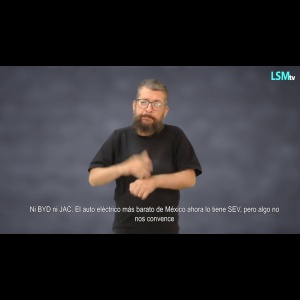 LSMtv
Ni BYD ni JAC. El auto eléctrico más barato de México ahora lo tiene SEV, pero algo no
nos convence